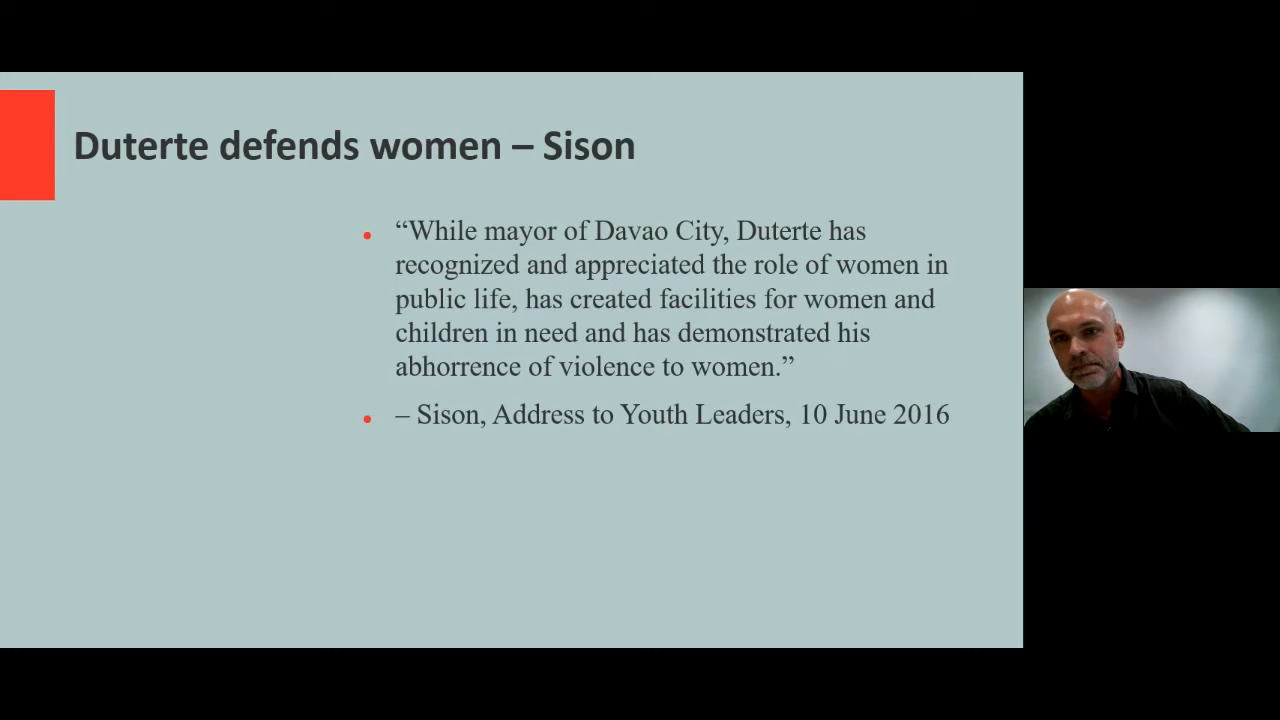 Duterte defends women – Sison
“While mayor of Davao City, Duterte has
recognized and appreciated the role of women in
public life, has created facilities for women and
children in need and has demonstrated his
abhorrence of violence to women.”
– Sison, Address to Youth Leaders, 10 June 2016